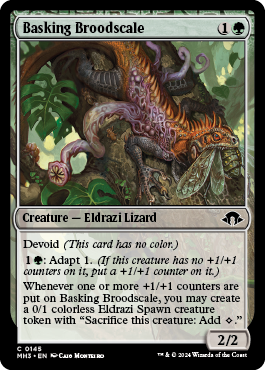 Basking Broodscale 1
Creature — Eldrazi Lizard
Devoid (This card has no color.)
1: Adapt 1. (If this creature has no +1/+1
counters on it, put a +1/+1 counter on it.)
Whenever one or more +1/+1 counters are
put on Basking Broodscale, you may create
a 0/1 colorless Eldrazi Spawn creature
token with “Sacrifice this creature: Add .”
2/2
C 0145
MH3 • EN Caio Monteiro
™ & © 2024 Wizards of the Coast